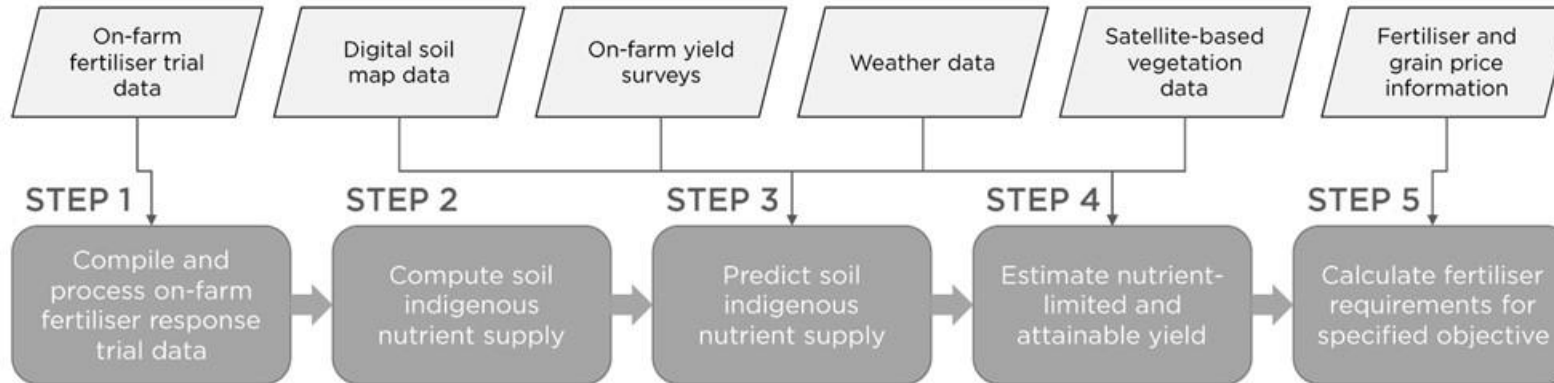 On-farm
fertiliser trial
data
Digital soil
map data
On-farm yield
surveys
Weather data
Satellite-based
vegetation
data
Fertiliser and
grain price
information
STEP 1
STEP 2
STEP 3
STEP 4
STEP 5
Compile and
process on-farm
fertiliser response
trial data
Compute soil
indigenous
nutrient supply
Predict soil
indigenous
nutrient supply
Estimate nutrient-
limited and
attainable yield
Calculate fertiliser
requirements for
specified objective